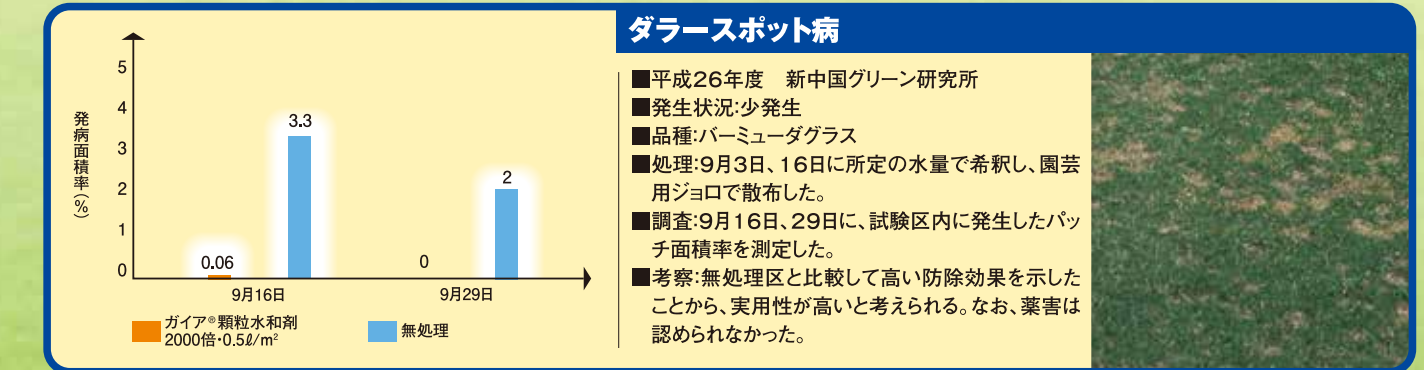 ダラースポット病
発病面積率(%)
5
4
3
2
1
0
0.06
3.3
0
2
9月16日
9月29日
ガイア®顆粒水和剤
2000倍・0.5ℓ/m²
無処理
■平成26年度 新中国グリーン研究所
■発生状況:少発生
■品種:バーミューダグラス
■処理:9月3日、16日に所定の水量で希釈し、園芸
用ジョロで散布した。
■調査:9月16日、29日に、試験区内に発生したパッ
チ面積率を測定した。
■考察:無処理区と比較して高い防除効果を示した
ことから、実用性が高いと考えられる。なお、薬害は
認められなかった。